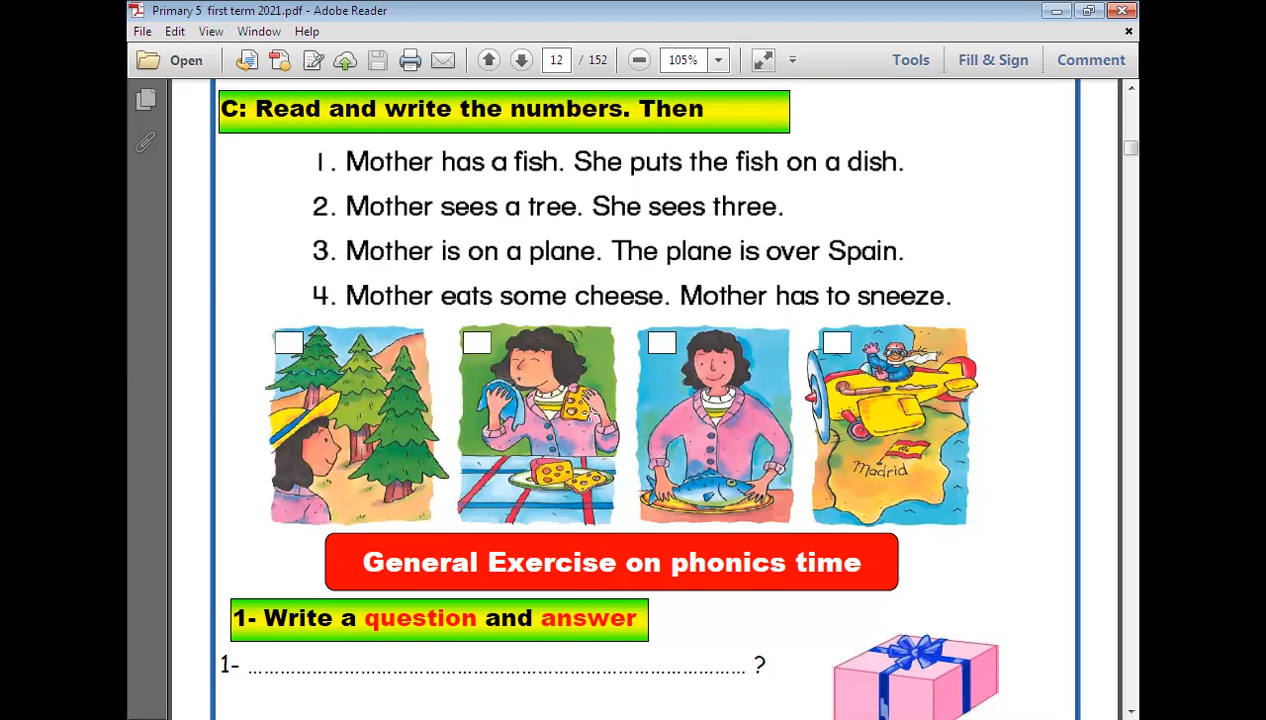 Primary 5 first term 2021.pdf - Adobe Reader
File Edit View Window Help
Open 12 / 152 105% Tools Fill & Sign Comment
C: Read and write the numbers. Then
1. Mother has a fish. She puts the fish on a dish.
2. Mother sees a tree. She sees three.
3. Mother is on a plane. The plane is over Spain.
4. Mother eats some cheese. Mother has to sneeze.
Madrid
General Exercise on phonics time
1- Write a question and answer
1- ……………………………………………………………………………… ?